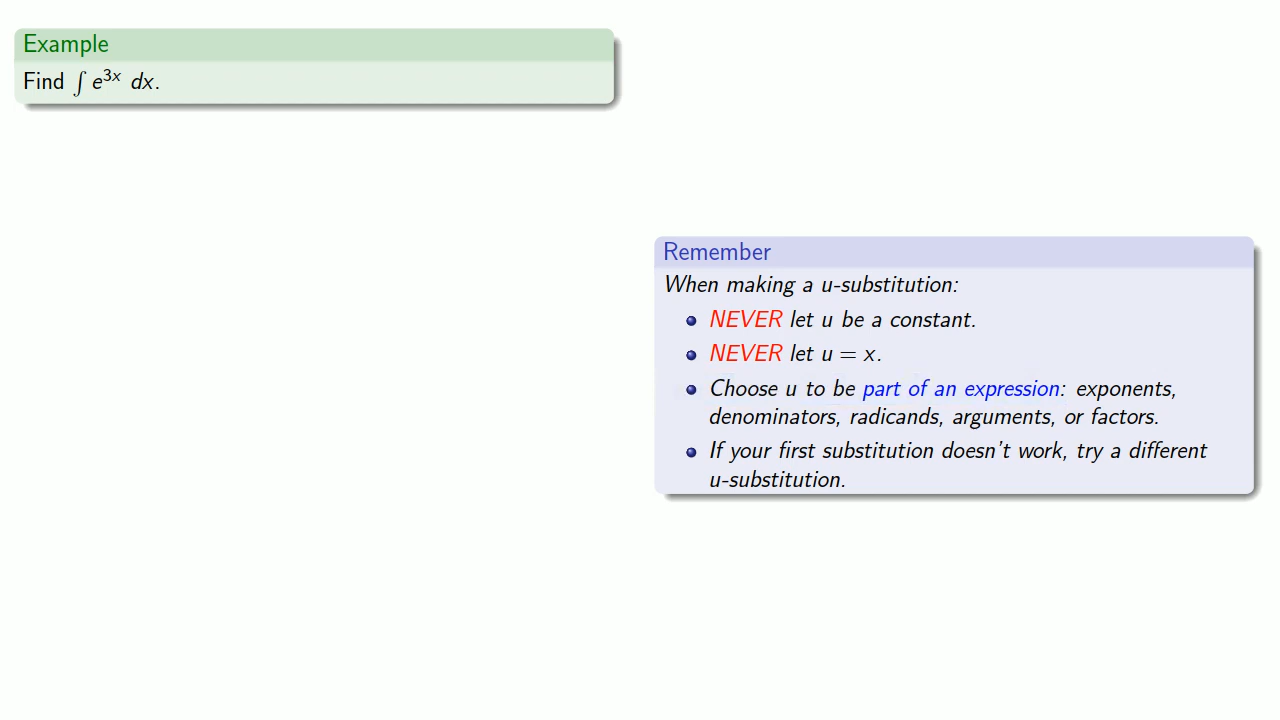 Example
Find ∫ e^{3x} dx.
Remember
When making a u-substitution:
NEVER let u be a constant.
NEVER let u = x.
Choose u to be part of an expression: exponents,
denominators, radicands, arguments, or factors.
If your first substitution doesn't work, try a different
u-substitution.